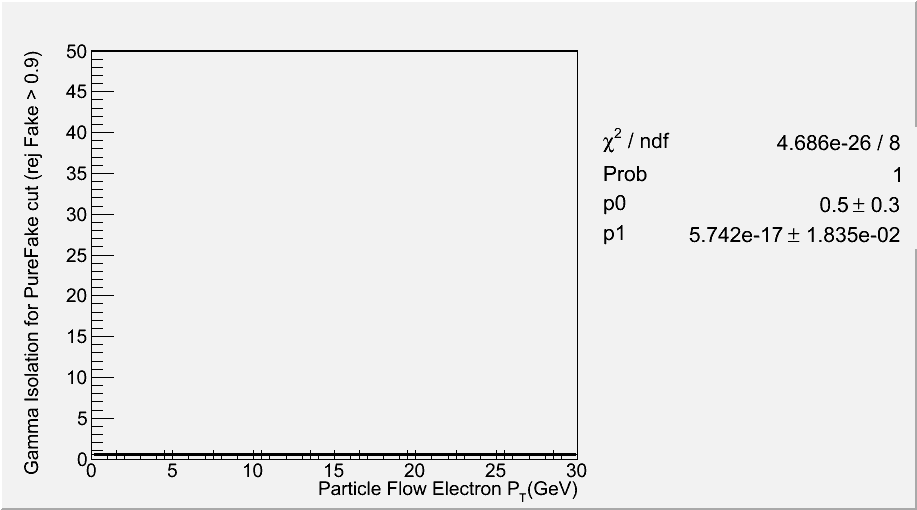 Gamma Isolation for PureFake cut (rej Fake > 0.9)
50
45
40
35
30
25
20
15
10
5
0
0 5 10 15 20 25 30
Particle Flow Electron P_T(GeV)
χ² / ndf 4.686e-26 / 8
Prob 1
p0 0.5 ± 0.3
p1 5.742e-17 ± 1.835e-02